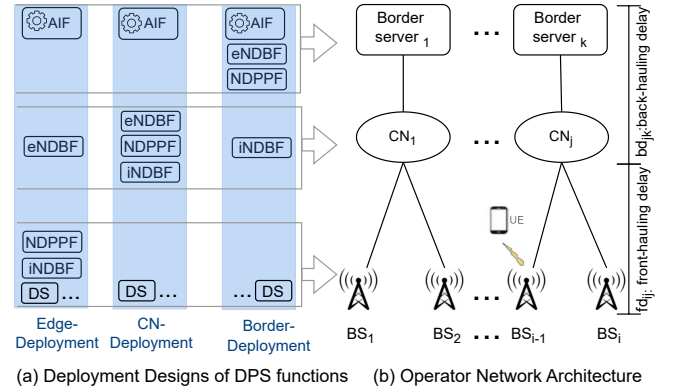 AIF
AIF
AIF
eNDBF
NDPPF
eNDBF
eNDBF
NDPPF
iNDBF
iNDBF
NDPPF
iNDBF
DS ...
DS ...
... DS
Edge-
Deployment
CN-
Deployment
Border-
Deployment
(a) Deployment Designs of DPS functions
Border
server 1
...
Border
server k
CN1
...
CNj
UE
...
BS1
BS2
...
BSi-1
BSi
bdjk:back-hauling delay
fdij: front-hauling delay
(b) Operator Network Architecture